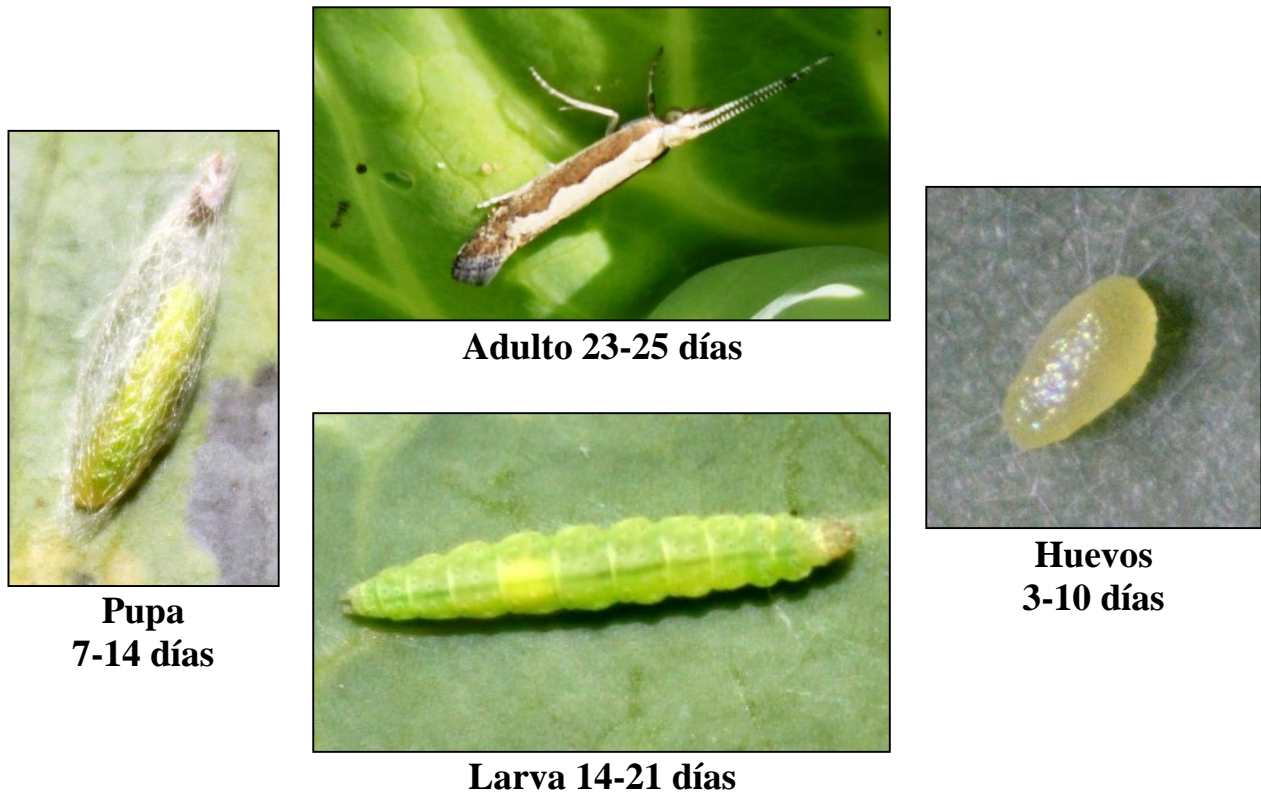 Adulto 23-25 días
Huevos
3-10 días
Pupa
7-14 días
Larva 14-21 días